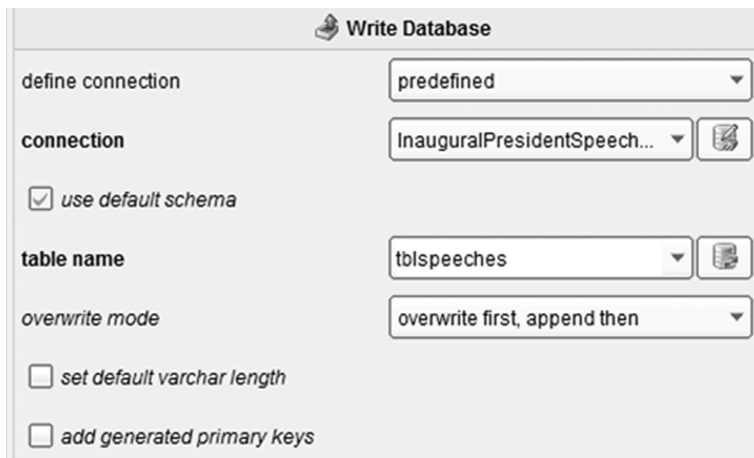 Write Database
define connection predefined
connection InauguralPresidentSpeech...
use default schema
table name tblspeeches
overwrite mode overwrite first, append then
set default varchar length
add generated primary keys